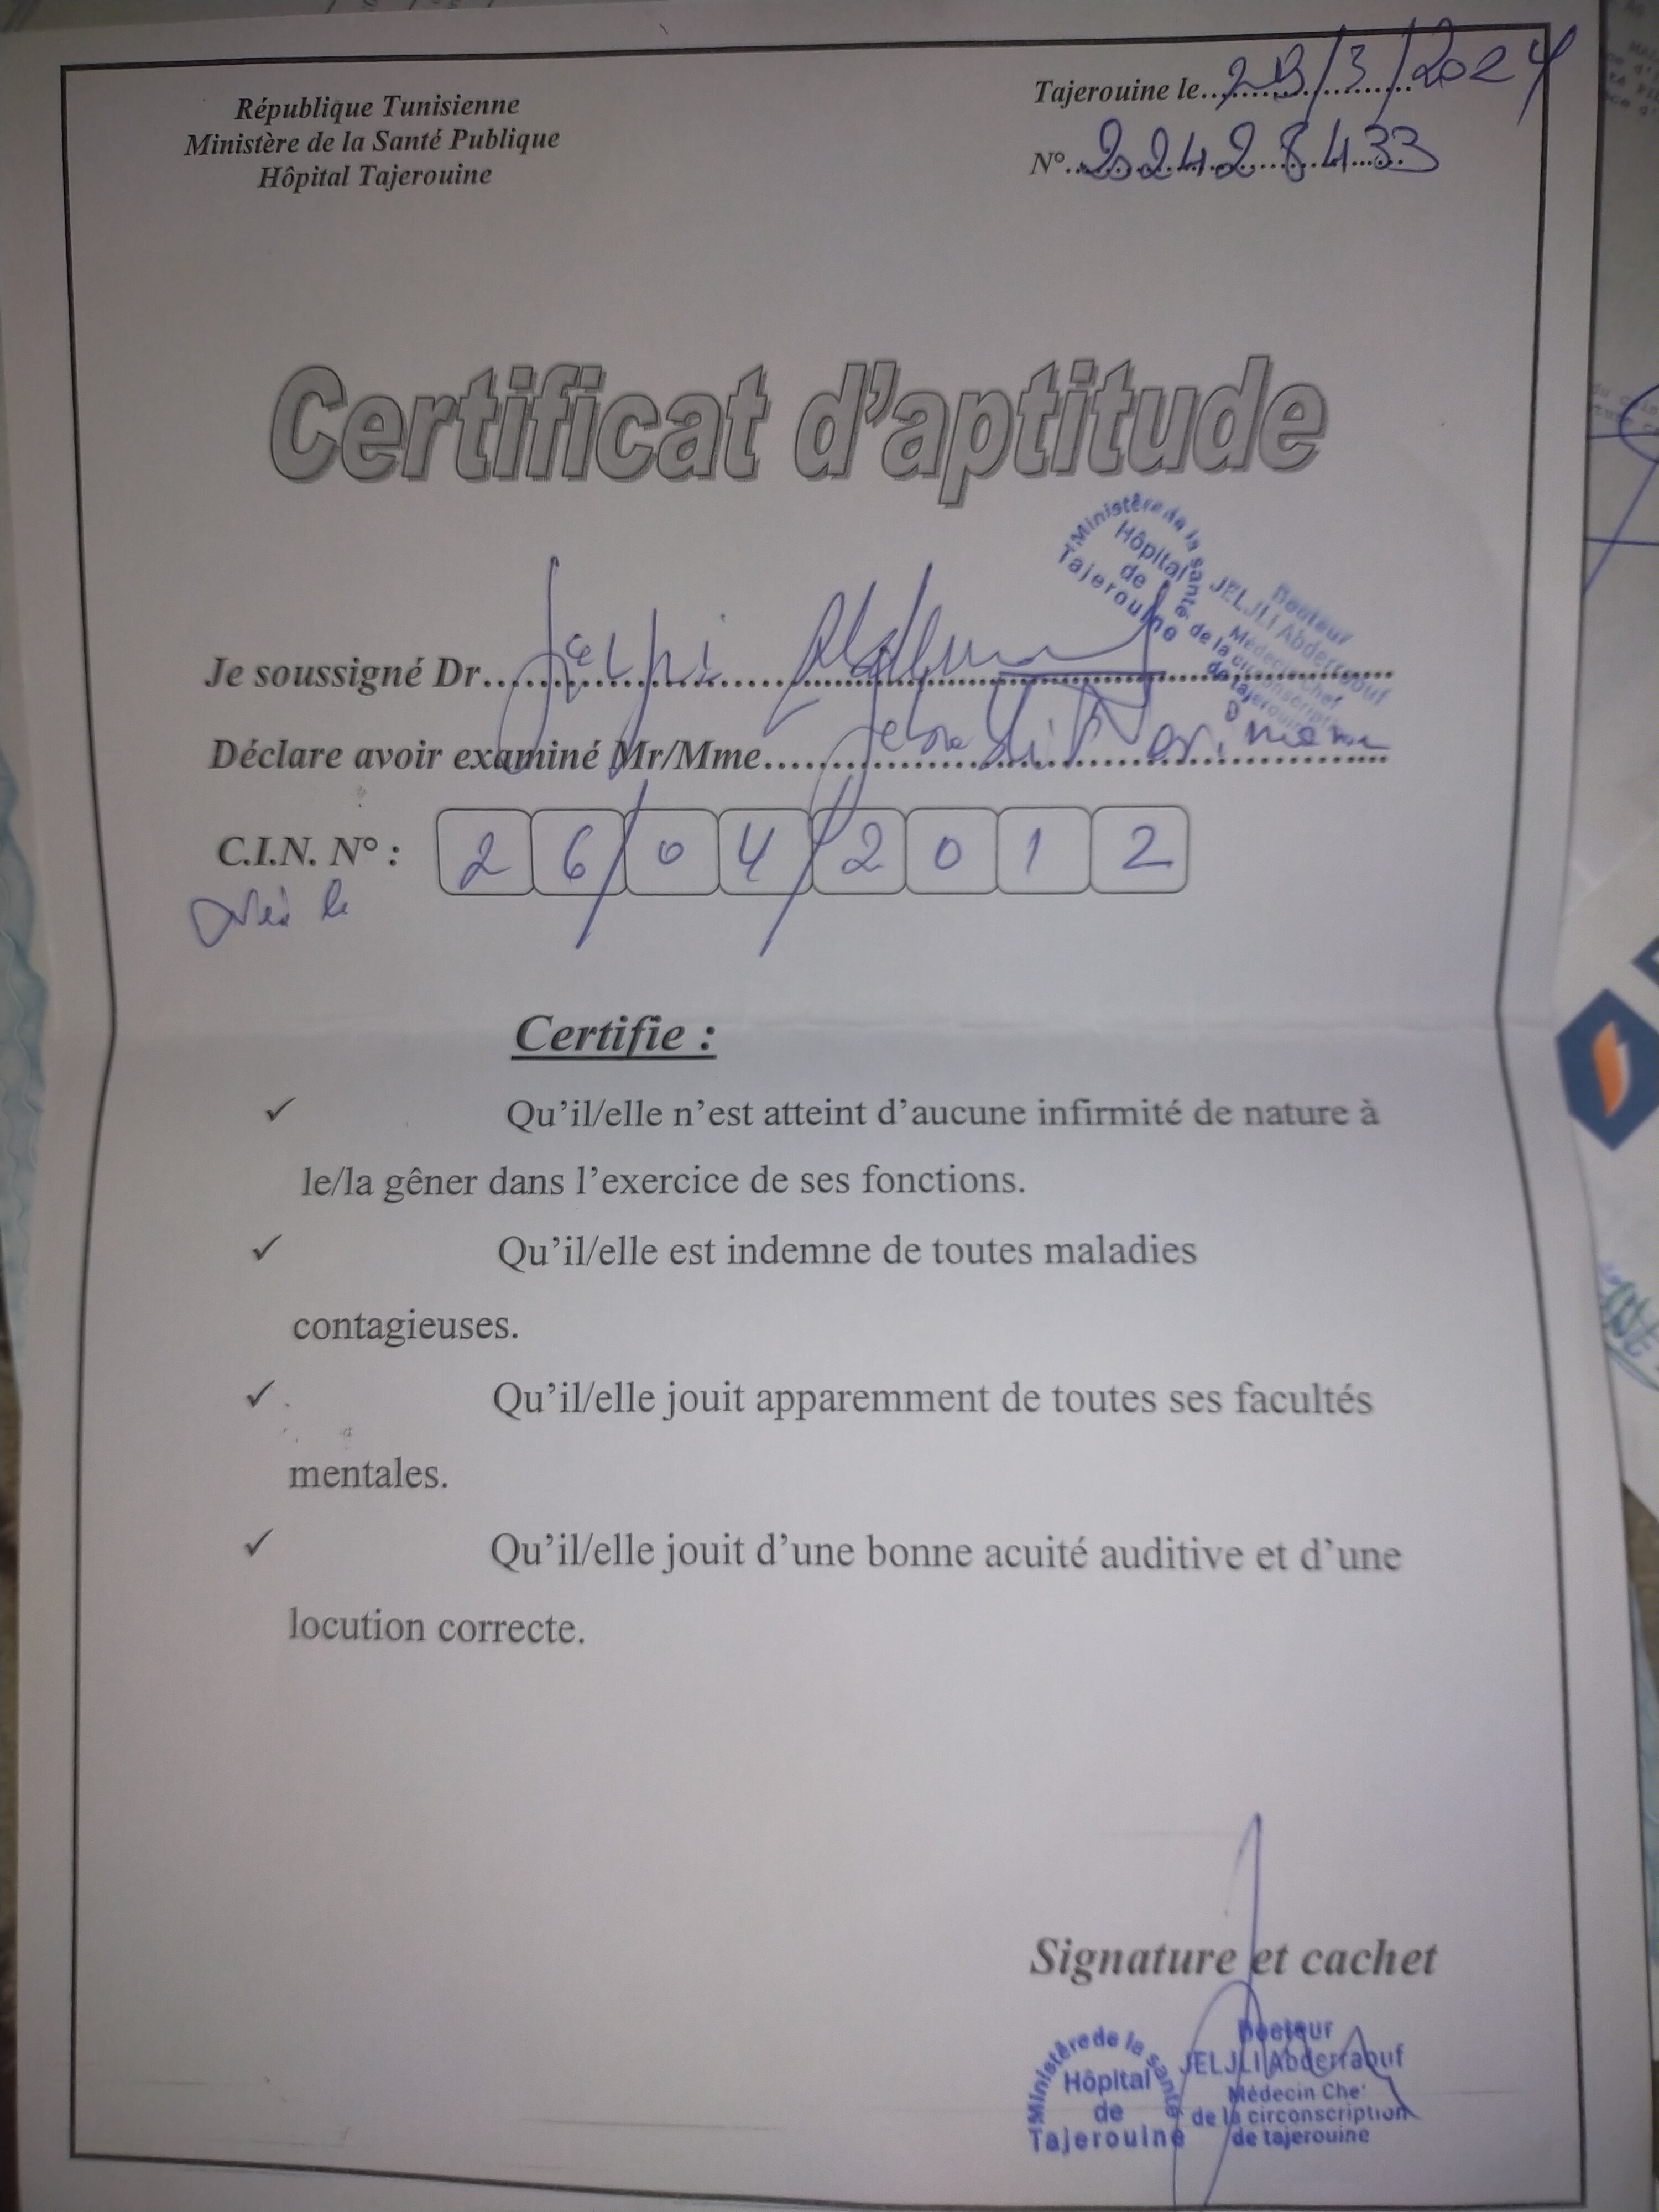 République Tunisienne
Ministère de la Santé Publique
Hôpital Tajerouine
Tajerouine le 29/3/2024
N° 22428433
Certificat d'aptitude
Ministère de la santé
Hôpital
de
Tajerouine
Docteur
JELJLI Abderraouf
Médecin Chef
de la circonscription
de tajerouine
Je soussigné Dr
Déclare avoir examiné Mr/Mme
C.I.N. N° : 26/04/2012
Certifie :
✓ Qu'il/elle n'est atteint d'aucune infirmité de nature à
le/la gêner dans l'exercice de ses fonctions.
✓ Qu'il/elle est indemne de toutes maladies
contagieuses.
✓ Qu'il/elle jouit apparemment de toutes ses facultés
mentales.
✓ Qu'il/elle jouit d'une bonne acuité auditive et d'une
locution correcte.
Signature et cachet
Ministère de la santé
Hôpital
de
Tajerouine
Docteur
JELJLI Abderraouf
Médecin Che
de la circonscription
de tajerouine